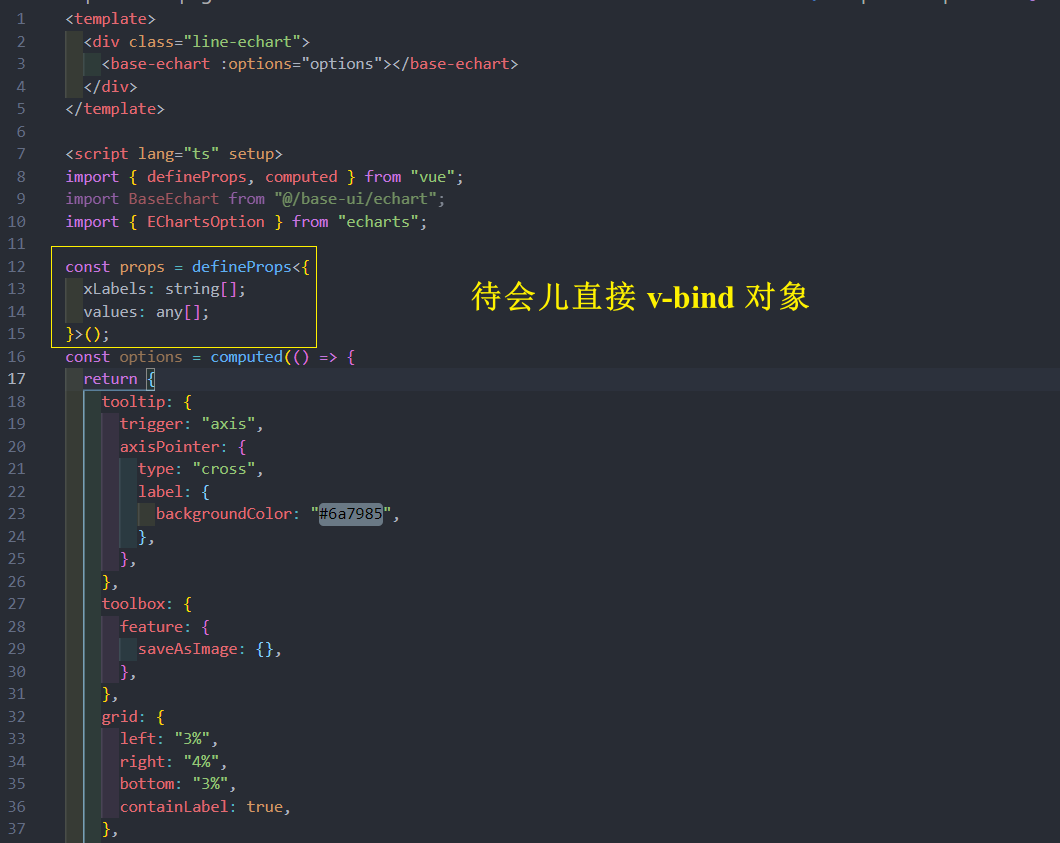 1 <template>
2 <div class="line-echart">
3 <base-echart :options="options"></base-echart>
4 </div>
5 </template>
6
7 <script lang="ts" setup>
8 import { defineProps, computed } from "vue";
9 import BaseEchart from "@/base-ui/echart";
10 import { EChartsOption } from "echarts";
11
12 const props = defineProps<{
13 xLabels: string[];
待会儿直接 v-bind 对象
14 values: any[];
15 }>();
16 const options = computed(() => {
17 return {
18 tooltip: {
19 trigger: "axis",
20 axisPointer: {
21 type: "cross",
22 label: {
23 backgroundColor: "#6a7985",
24 },
25 },
26 },
27 toolbox: {
28 feature: {
29 saveAsImage: {},
30 },
31 },
32 grid: {
33 left: "3%",
34 right: "4%",
35 bottom: "3%",
36 containLabel: true,
37 },